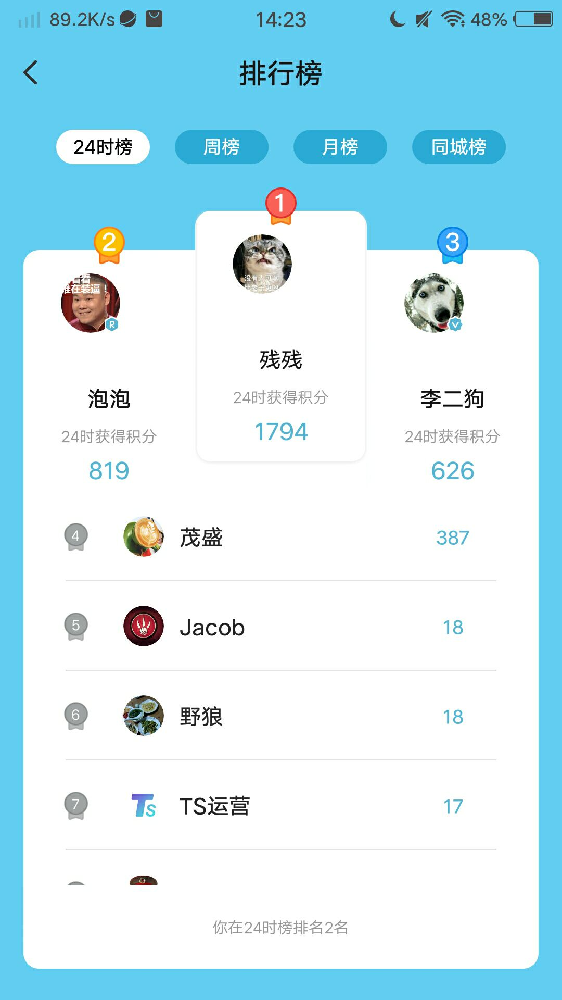 89.2K/s 14:23 48%
排行榜
24时榜 周榜 月榜 同城榜
1
2
3
没有人可以
比老子更凶
看看
谁在装逼！
R
V
残残
24时获得积分
1794
泡泡
24时获得积分
819
李二狗
24时获得积分
626
4 茂盛 387
5 Jacob 18
6 野狼 18
7 TS TS运营 17
你在24时榜排名2名